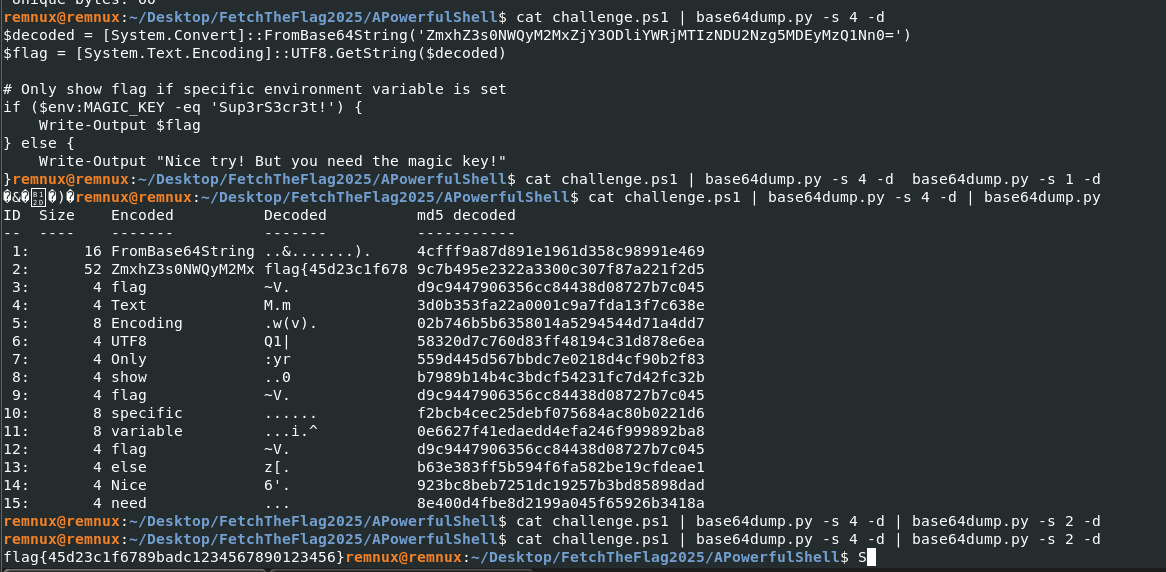 remnux@remnux:~/Desktop/FetchTheFlag2025/APowerfulShell$ cat challenge.ps1 | base64dump.py -s 4 -d
$decoded = [System.Convert]::FromBase64String('ZmxhZ3s0NWQyM2MxZjY3ODliYWRjMTIzNDU2Nzg5MDEyMzQ1Nn0=')
$flag = [System.Text.Encoding]::UTF8.GetString($decoded)
# Only show flag if specific environment variable is set
if ($env:MAGIC_KEY -eq 'Sup3rS3cr3t!') {
    Write-Output $flag
} else {
    Write-Output "Nice try! But you need the magic key!"
}remnux@remnux:~/Desktop/FetchTheFlag2025/APowerfulShell$ cat challenge.ps1 | base64dump.py -s 4 -d  base64dump.py -s 1 -d
�&��)�remnux@remnux:~/Desktop/FetchTheFlag2025/APowerfulShell$ cat challenge.ps1 | base64dump.py -s 4 -d | base64dump.py
ID  Size    Encoded          Decoded          md5 decoded
--  ----    -------          -------          -----------
 1:      16 FromBase64String ..&.......).     4cfff9a87d891e1961d358c98991e469
 2:      52 ZmxhZ3s0NWQyM2Mx flag{45d23c1f678 9c7b495e2322a3300c307f87a221f2d5
 3:       4 flag             ~V.              d9c9447906356cc84438d08727b7c045
 4:       4 Text             M.m              3d0b353fa22a0001c9a7fda13f7c638e
 5:       8 Encoding         .w(v).           02b746b5b6358014a5294544d71a4dd7
 6:       4 UTF8             Q1|              58320d7c760d83ff48194c31d878e6ea
 7:       4 Only             :yr              559d445d567bbdc7e0218d4cf90b2f83
 8:       4 show             ..0              b7989b14b4c3bdcf54231fc7d42fc32b
 9:       4 flag             ~V.              d9c9447906356cc84438d08727b7c045
10:       8 specific         ......           f2bcb4cec25debf075684ac80b0221d6
11:       8 variable         ...i.^           0e6627f41edaedd4efa246f999892ba8
12:       4 flag             ~V.              d9c9447906356cc84438d08727b7c045
13:       4 else             z[.              b63e383ff5b594f6fa582be19cfdeae1
14:       4 Nice             6'.              923bc8beb7251dc19257b3bd85898dad
15:       4 need             ...              8e400d4fbe8d2199a045f65926b3418a
remnux@remnux:~/Desktop/FetchTheFlag2025/APowerfulShell$ cat challenge.ps1 | base64dump.py -s 4 -d | base64dump.py -s 2 -d
remnux@remnux:~/Desktop/FetchTheFlag2025/APowerfulShell$ cat challenge.ps1 | base64dump.py -s 4 -d | base64dump.py -s 2 -d
flag{45d23c1f6789badc1234567890123456}remnux@remnux:~/Desktop/FetchTheFlag2025/APowerfulShell$ S